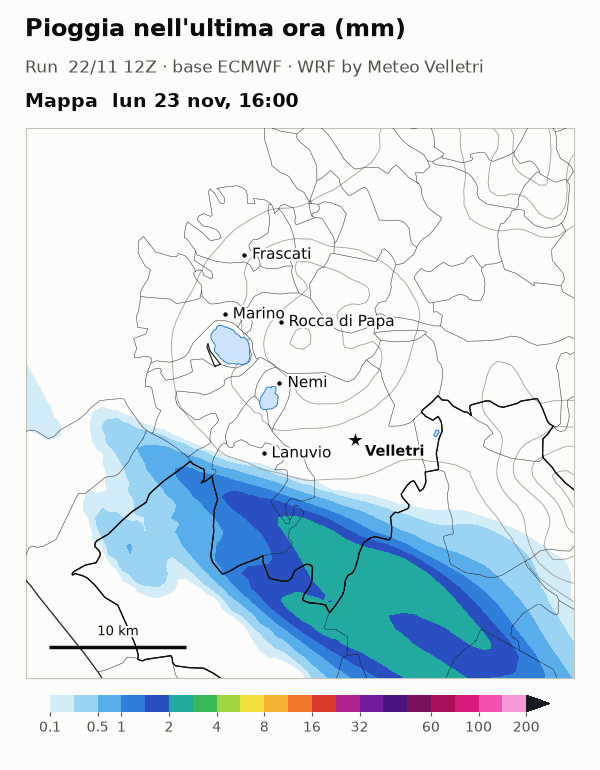 Pioggia nell'ultima ora (mm)
Run  22/11 12Z · base ECMWF · WRF by Meteo Velletri
Mappa  lun 23 nov, 16:00
Frascati
Marino
Rocca di Papa
Nemi
Velletri
Lanuvio
10 km
0.1 0.5 1 2 4 8 16 32 60 100 200